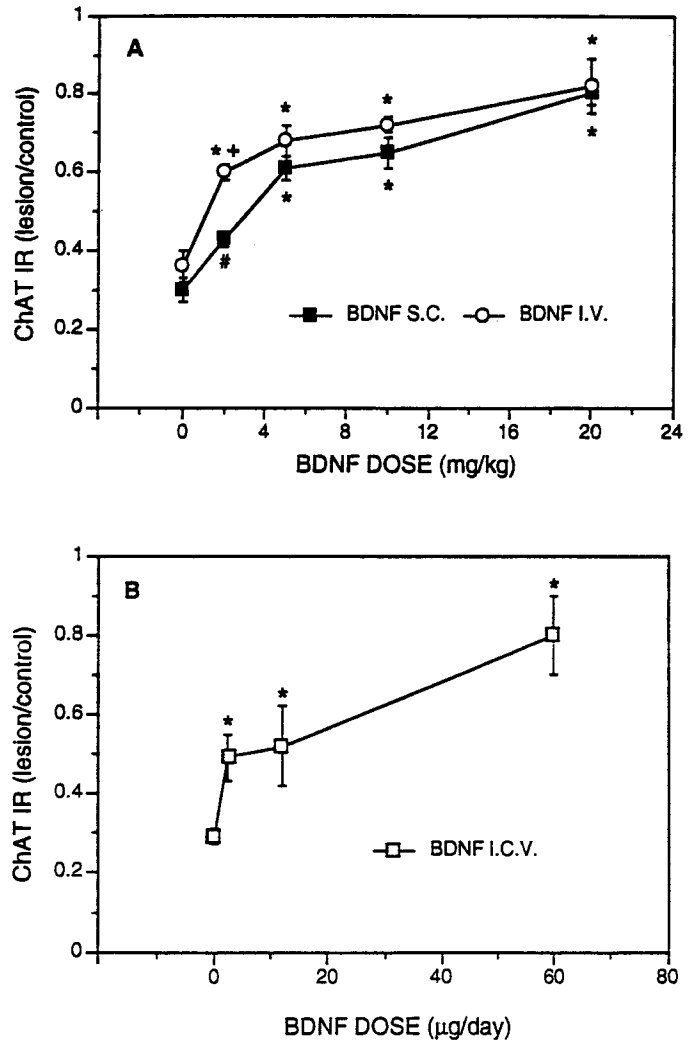 A
ChAT IR (lesion/control)
1
0.8
0.6
0.4
0.2
0
* + * * *
# * * *
BDNF S.C. BDNF I.V.
0 4 8 12 16 20 24
BDNF DOSE (mg/kg)
B
ChAT IR (lesion/control)
1
0.8
0.6
0.4
0.2
0
* * *
BDNF I.C.V.
0 20 40 60 80
BDNF DOSE (μg/day)